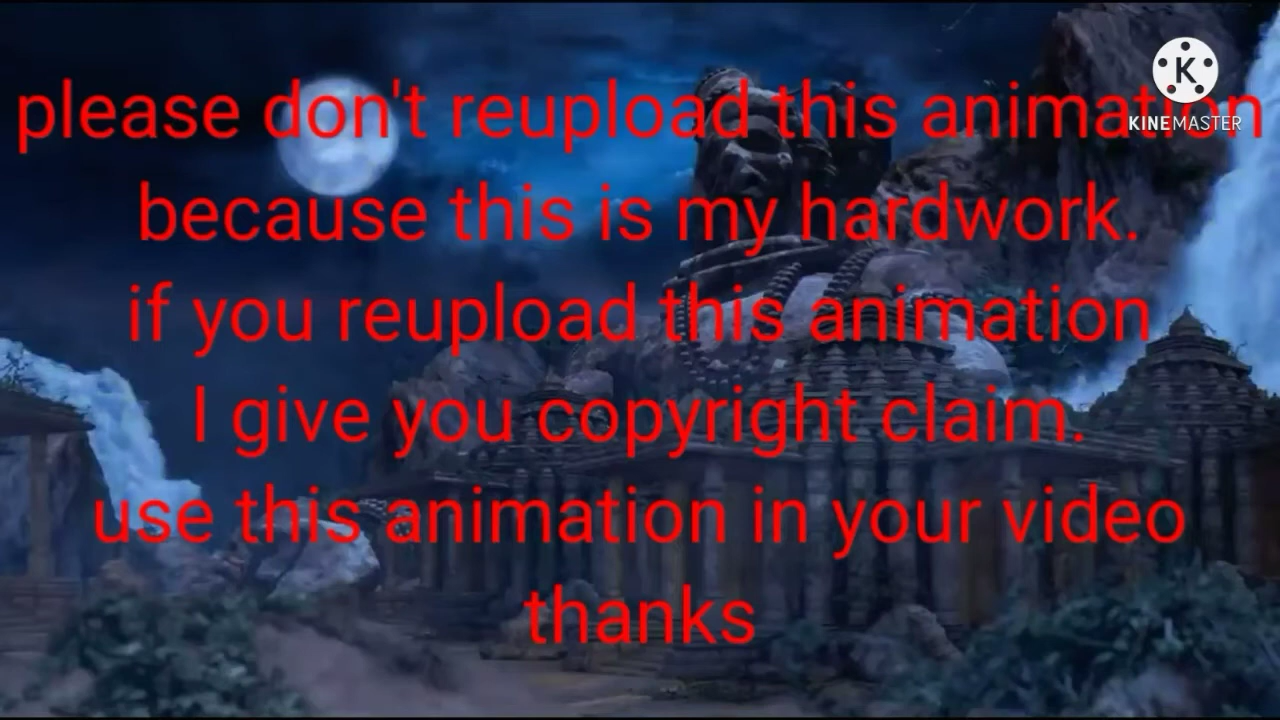 please don't reupload this animation
because this is my hardwork.
if you reupload this animation
I give you copyright claim.
use this animation in your video
thanks
K
KINEMASTER